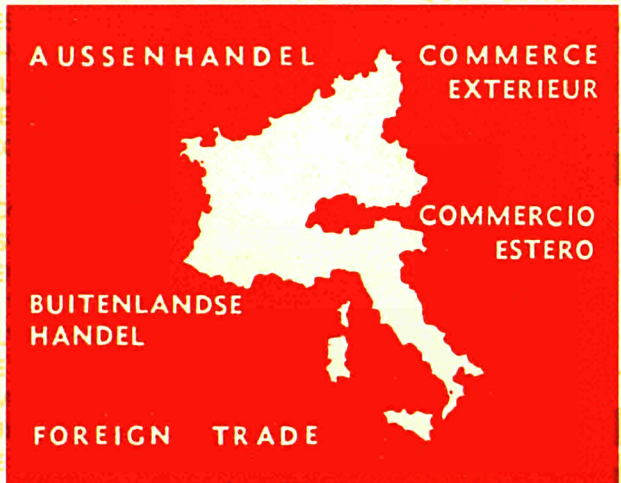 AUSSENHANDEL
COMMERCE
EXTERIEUR
COMMERCIO
ESTERO
BUITENLANDSE
HANDEL
FOREIGN TRADE